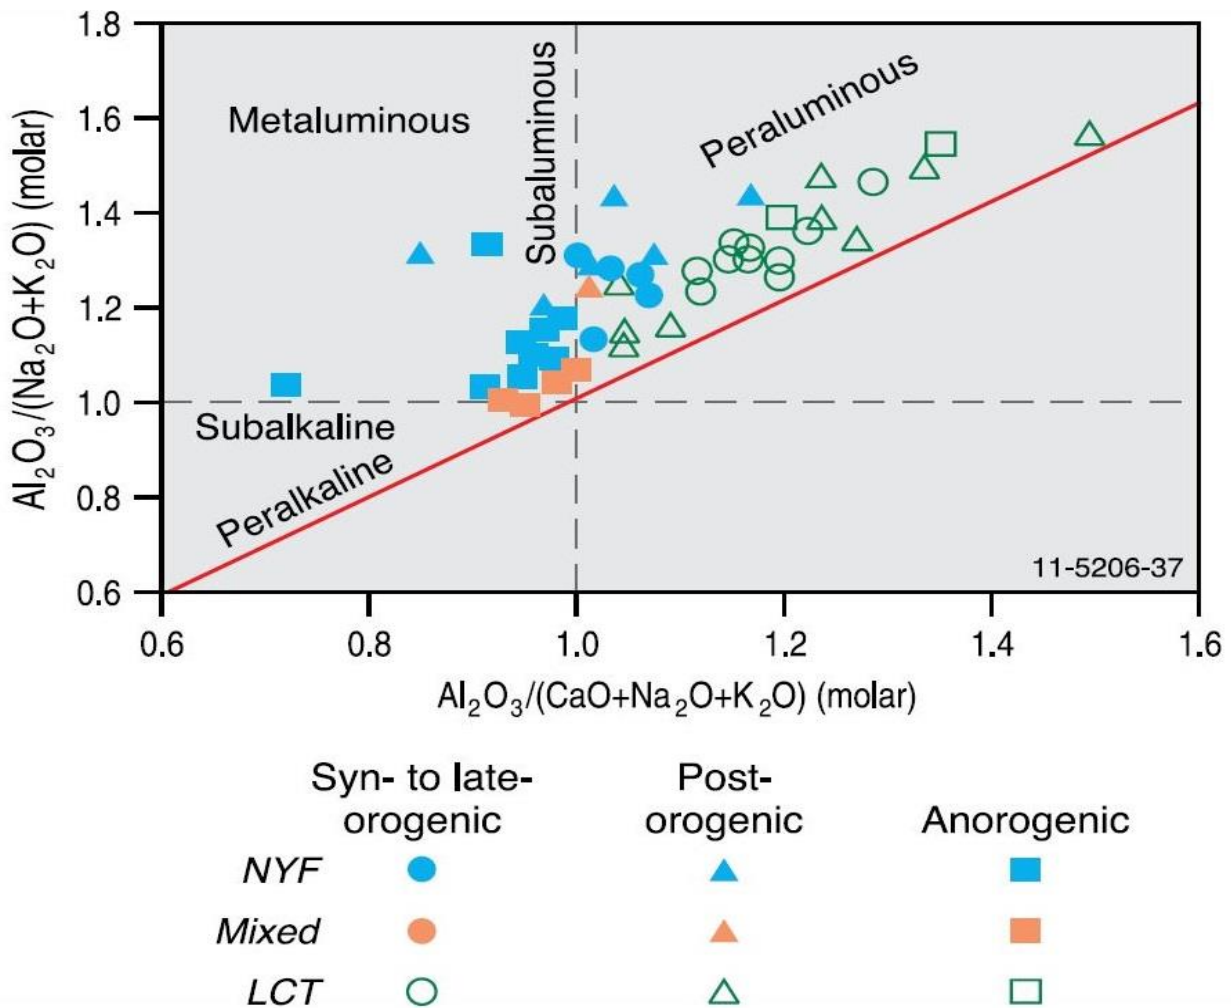 1.8
1.6
1.4
1.2
1.0
0.8
0.6
Al₂O₃/(Na₂O+K₂O) (molar)
Metaluminous
Subaluminous
Peraluminous
Subalkaline
Peralkaline
11-5206-37
0.6 0.8 1.0 1.2 1.4 1.6
Al₂O₃/(CaO+Na₂O+K₂O) (molar)
Syn- to late- Post-
orogenic orogenic Anorogenic
NYF
Mixed
LCT